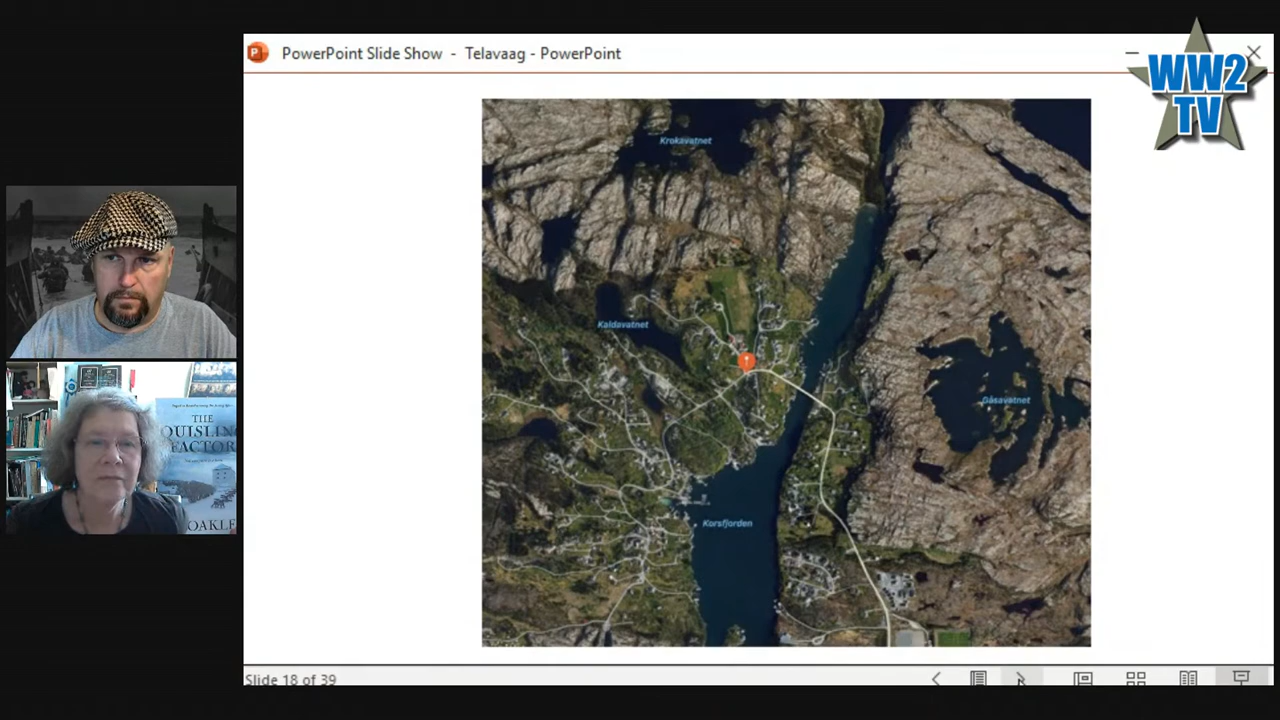 PowerPoint Slide Show - Telavaag - PowerPoint
WW2
TV
Krokavatnet
Kaldavatnet
Gåsavatnet
Korsfjorden
THE
QUISLING
FACTOR
OAKLE
Slide 18 of 39